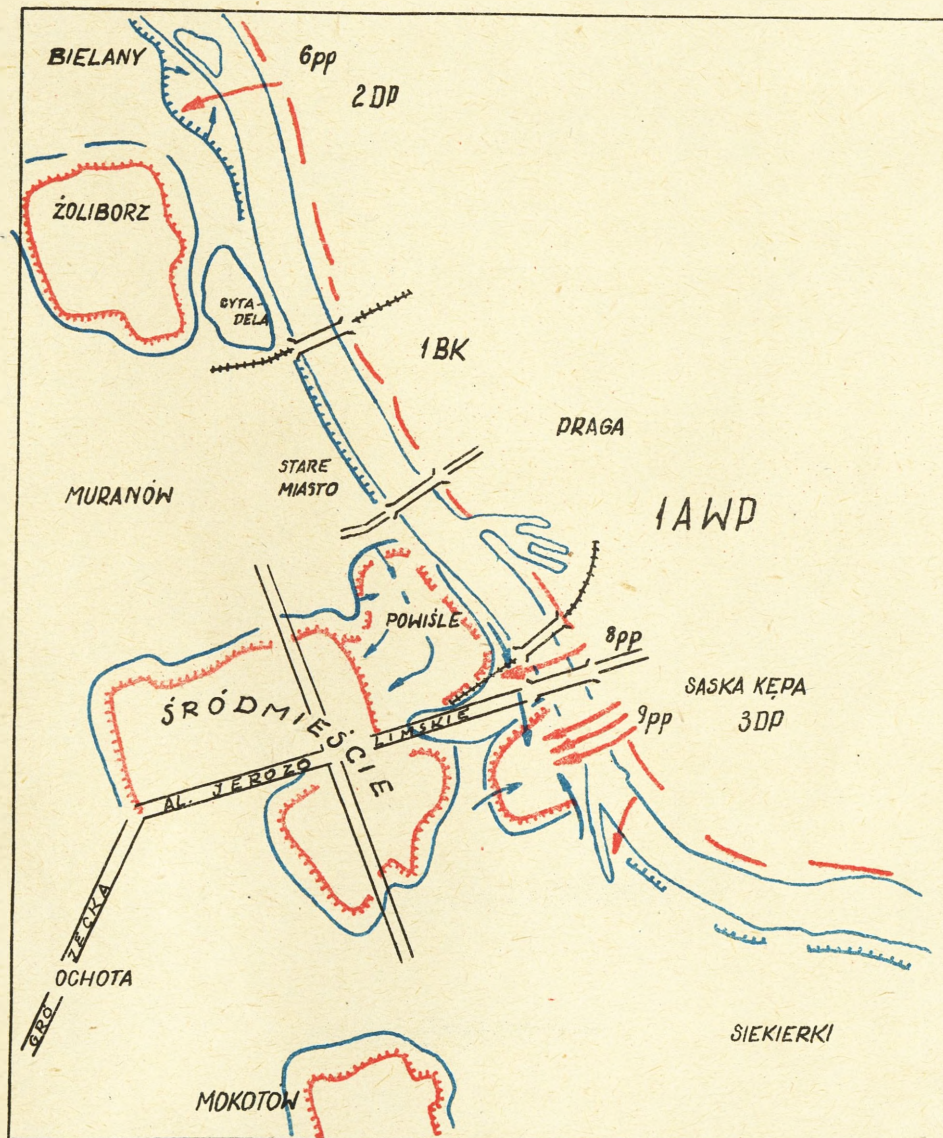 BIELANY
6pp
2DP
ŻOLIBORZ
CYTA-
DELA
1BK
PRAGA
STARE
MIASTO
MURANÓW
1AWP
POWIŚLE
8pp
SASKA KĘPA
3DP
9pp
ŚRÓDMIEŚCIE
AL. JEROZOLIMSKIE
GRÓZECKA
OCHOTA
SIEKIERKI
MOKOTÓW